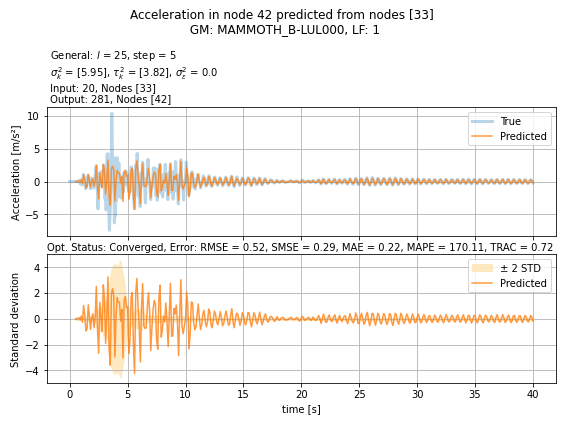 Acceleration in node 42 predicted from nodes [33]
GM: MAMMOTH_B-LUL000, LF: 1
General: l = 25, step = 5
σ²ₖ = [5.95], τ²ₖ = [3.82], σ²ε = 0.0
Input: 20, Nodes [33]
Output: 281, Nodes [42]
Acceleration [m/s²]
10
5
0
−5
True
Predicted
Opt. Status: Converged, Error: RMSE = 0.52, SMSE = 0.29, MAE = 0.22, MAPE = 170.11, TRAC = 0.72
Standard deviation
4
2
0
−2
−4
± 2 STD
Predicted
0 5 10 15 20 25 30 35 40
time [s]